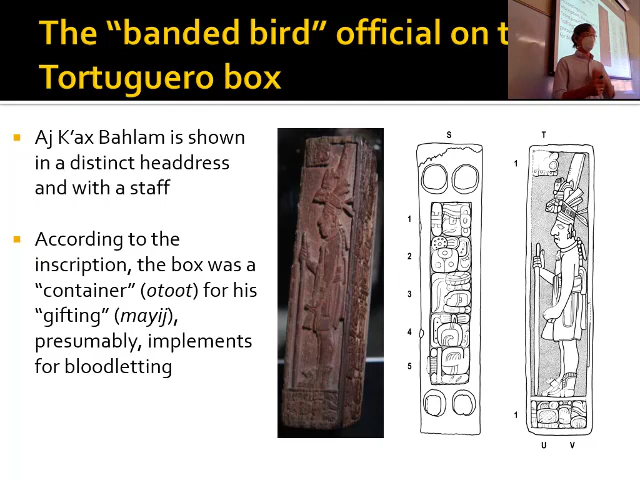 The “banded bird” official on t
Tortuguero box
Aj K’ax Bahlam is shown
in a distinct headdress
and with a staff
According to the
inscription, the box was a
“container” (otoot) for his
“gifting” (mayij),
presumably, implements
for bloodletting
S
T
1
1
2
3
4
5
1
U V